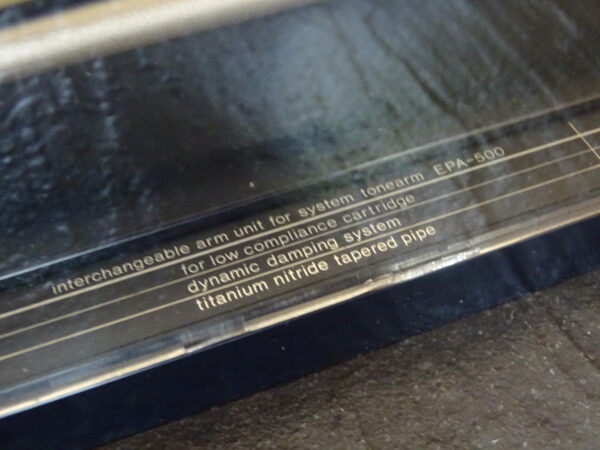 interchangeable arm unit for system tonearm EPA-500
for low compliance cartridge
dynamic damping system
titanium nitride tapered pipe